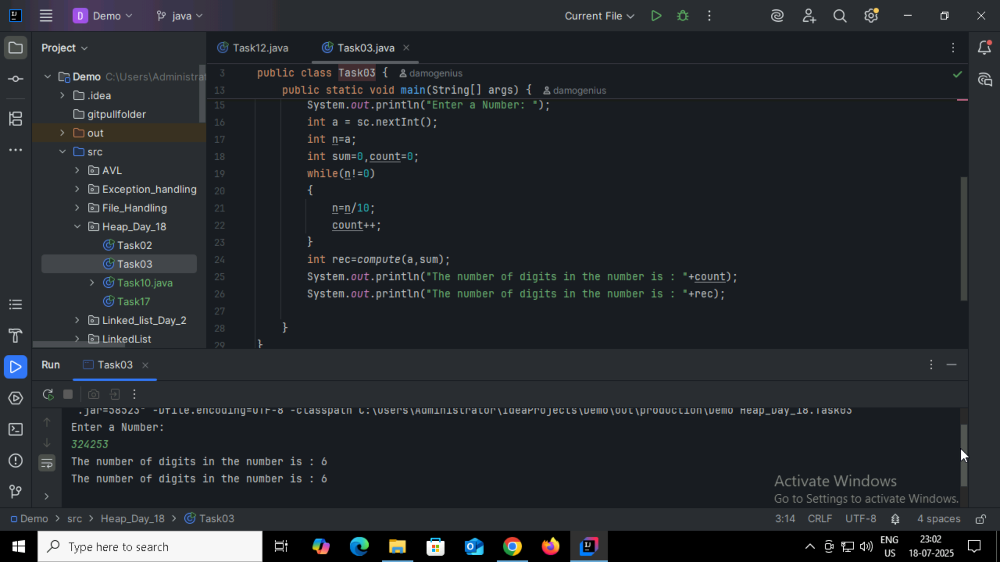 D Demo java Current File
Project
Task12.java Task03.java
Demo C:\Users\Administrat
.idea
gitpullfolder
out
src
AVL
Exception_handling
File_Handling
Heap_Day_18
Task02
Task03
Task10.java
Task17
Linked_list_Day_2
LinkedList
3 public class Task03 { damogenius
13 public static void main(String[] args) { damogenius
15 System.out.println("Enter a Number: ");
16 int a = sc.nextInt();
17 int n=a;
18 int sum=0,count=0;
19 while(n!=0)
20 {
21 n=n/10;
22 count++;
23 }
24 int rec=compute(a,sum);
25 System.out.println("The number of digits in the number is : "+count);
26 System.out.println("The number of digits in the number is : "+rec);
27
28 }
29 }
Run Task03
.jar=58523" -Dfile.encoding=UTF-8 -classpath C:\Users\Administrator\IdeaProjects\Demo\out\production\Demo Heap_Day_18.Task03
Enter a Number:
324253
The number of digits in the number is : 6
The number of digits in the number is : 6
Activate Windows
Go to Settings to activate Windows.
Demo > src > Heap_Day_18 > Task03 3:14 CRLF UTF-8 4 spaces
Type here to search
ENG
US
23:02
18-07-2025